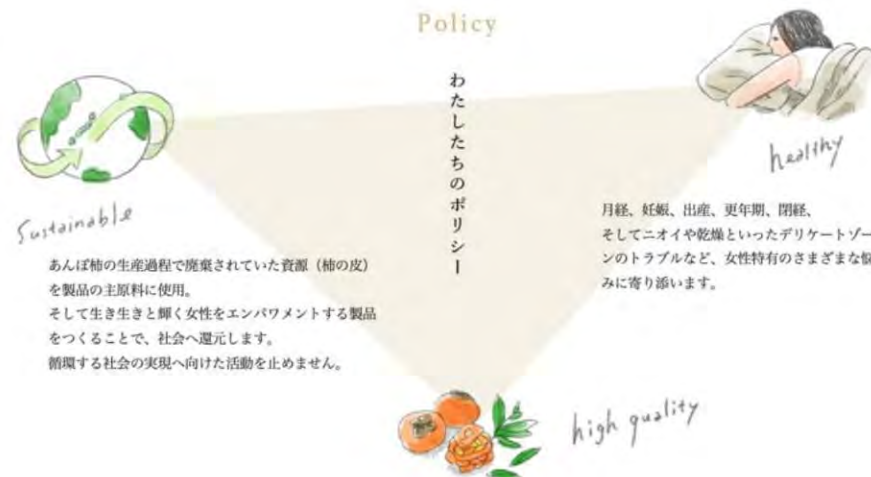 Policy
わたしたちのポリシー
Sustainable
あんぽ柿の生産過程で廃棄されていた資源（柿の皮）
を製品の主原料に使用。
そして生き生きと輝く女性をエンパワメントする製品
をつくることで、社会へ還元します。
循環する社会の実現へ向けた活動を止めません。
healthy
月経、妊娠、出産、更年期、閉経、
そしてニオイや乾燥といったデリケートゾー
ンのトラブルなど、女性特有のさまざまな悩
みに寄り添います。
high quality